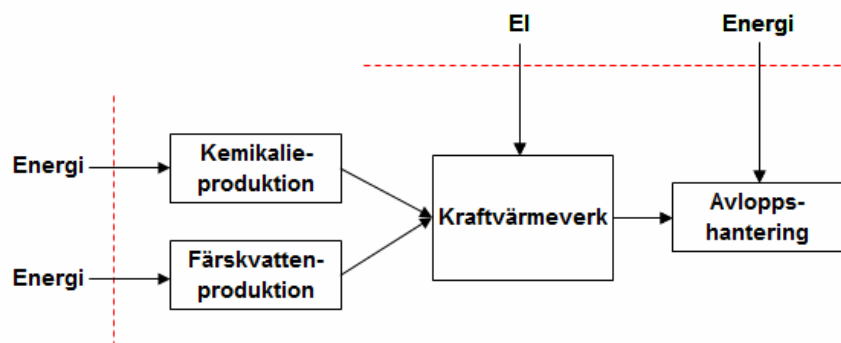 El
Energi
Energi
Kemikalie-
produktion
Kraftvärmeverk
Avlopps-
hantering
Energi
Färskvatten-
produktion